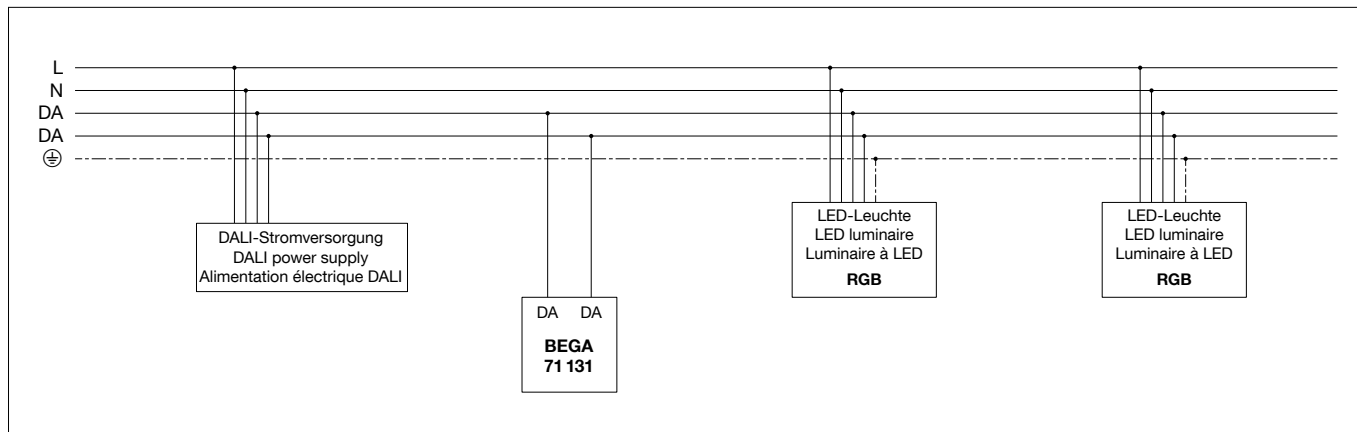 L
N
DA
DA
DALI-Stromversorgung
DALI power supply
Alimentation électrique DALI
DA DA
BEGA
71 131
LED-Leuchte
LED luminaire
Luminaire à LED
RGB
LED-Leuchte
LED luminaire
Luminaire à LED
RGB